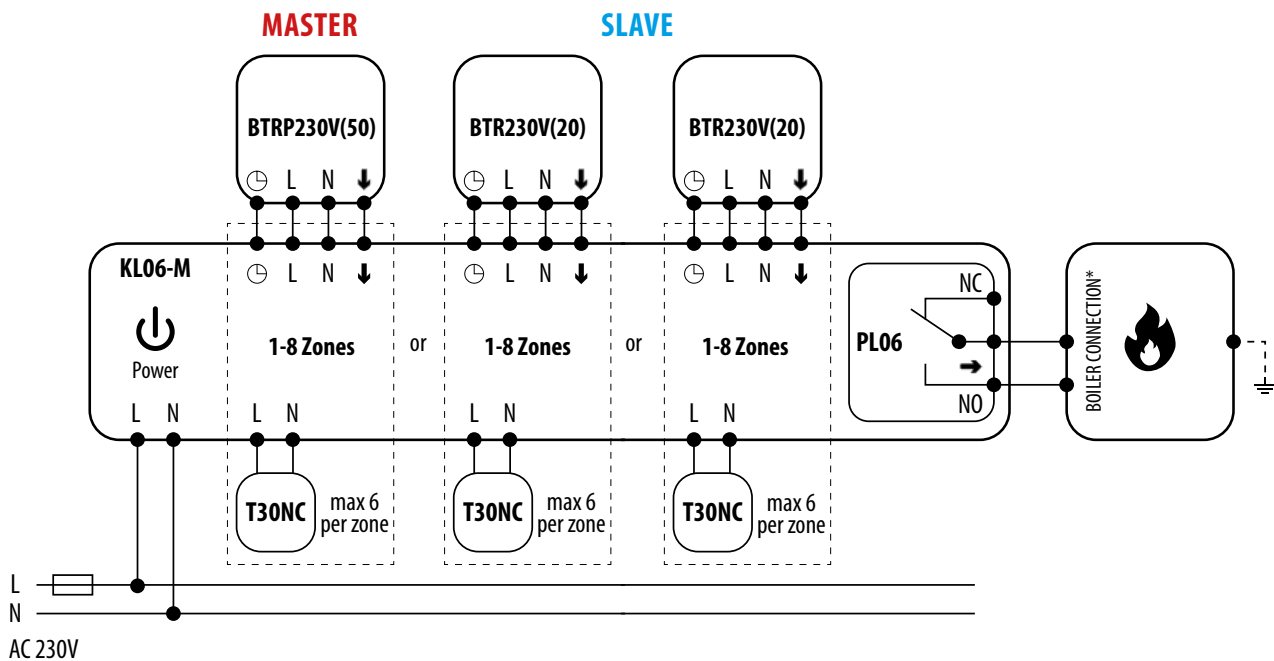 MASTER SLAVE
BTRP230V(50) BTR230V(20) BTR230V(20)
L N L N L N
KL06-M
L N L N L N
NC
Power
1-8 Zones or 1-8 Zones or 1-8 Zones
PL06
NO
BOILER CONNECTION*
L N L N L N L N
T30NC max 6 per zone
T30NC max 6 per zone
T30NC max 6 per zone
L
N
AC 230V